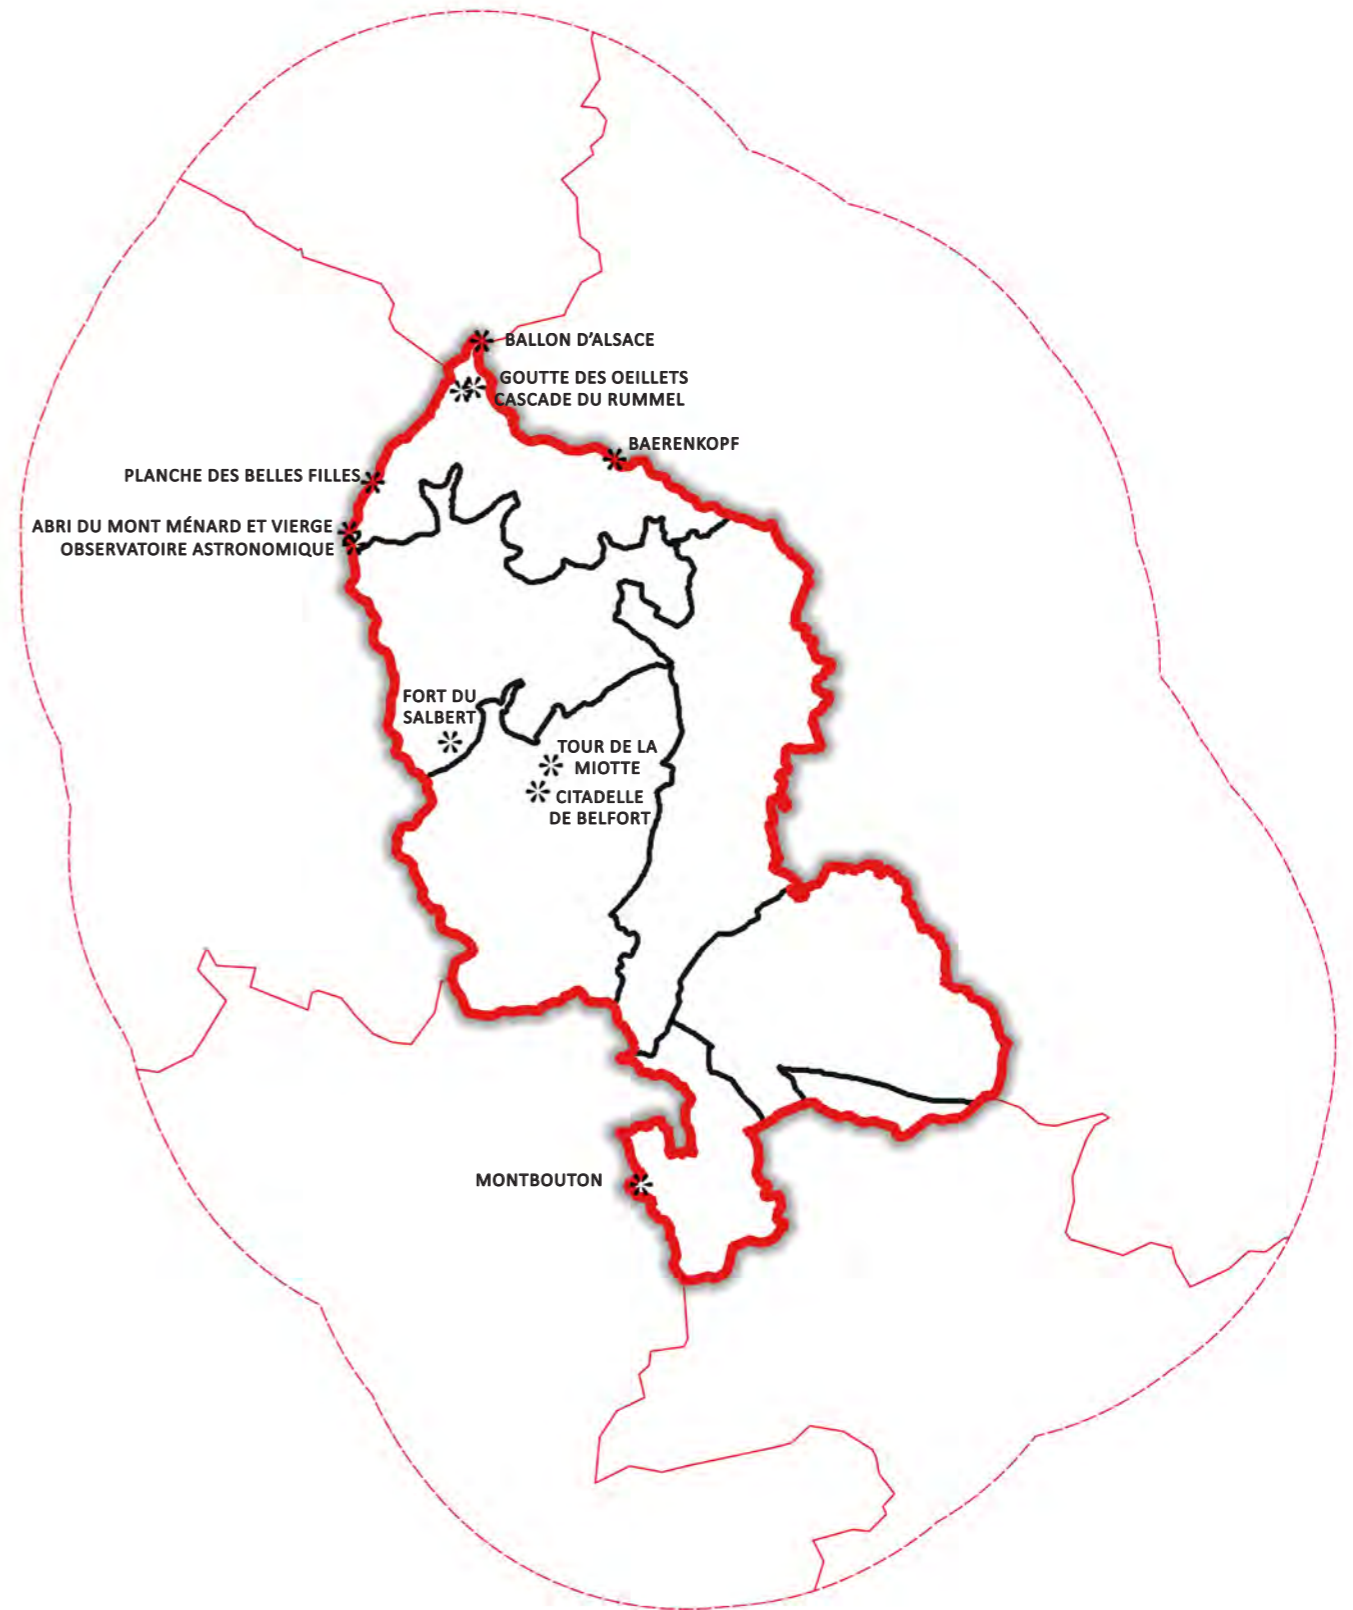 BALLON D'ALSACE
GOUTTE DES OEILLETS
CASCADE DU RUMMEL
BAERENKOPF
PLANCHE DES BELLES FILLES
ABRI DU MONT MÉNARD ET VIERGE
OBSERVATOIRE ASTRONOMIQUE
FORT DU
SALBERT
TOUR DE LA
MIOTTE
CITADELLE
DE BELFORT
MONTBOUTON